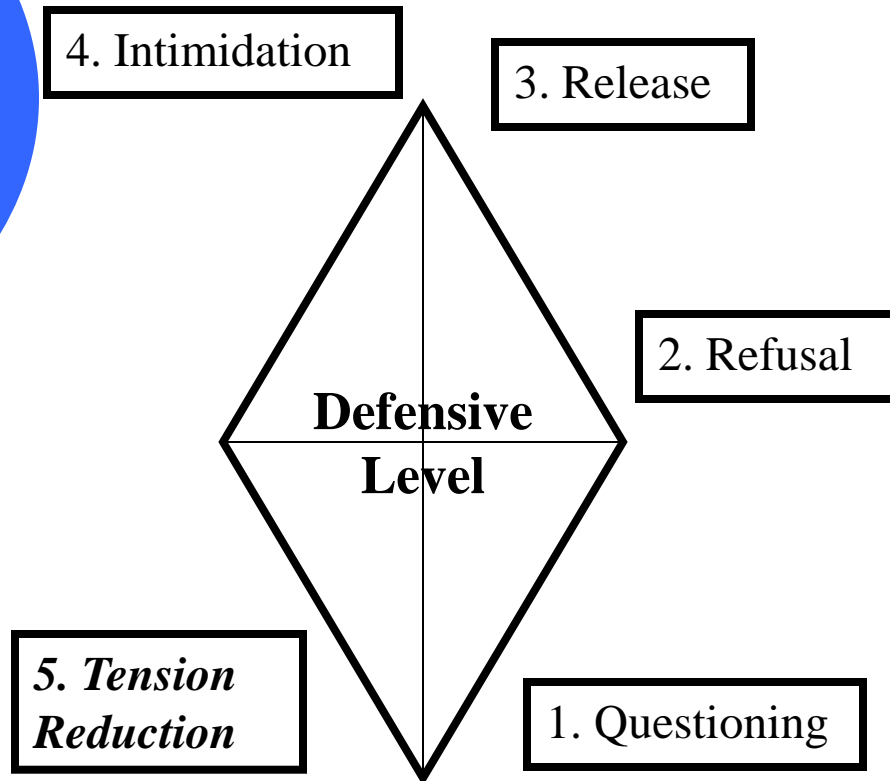 4. Intimidation
3. Release
2. Refusal
Defensive
Level
5. Tension
Reduction
1. Questioning